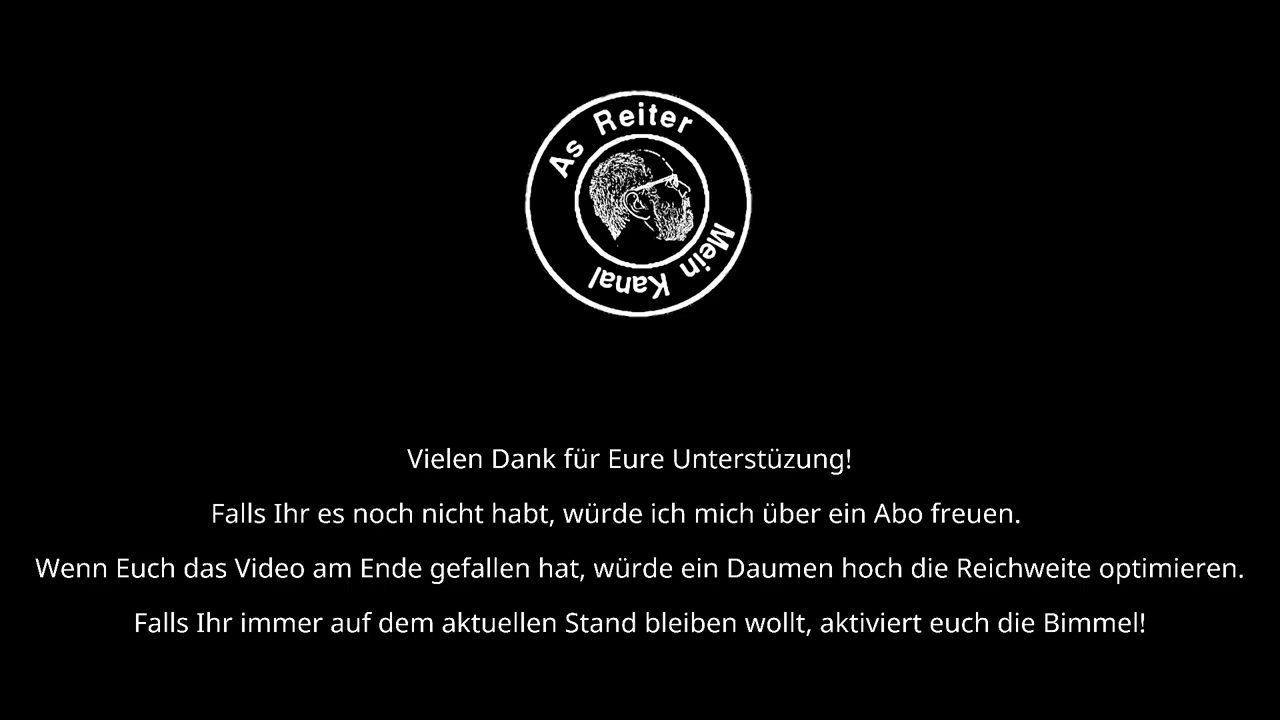 As Reiter
Mein Kanal
Vielen Dank für Eure Unterstüzung!
Falls Ihr es noch nicht habt, würde ich mich über ein Abo freuen.
Wenn Euch das Video am Ende gefallen hat, würde ein Daumen hoch die Reichweite optimieren.
Falls Ihr immer auf dem aktuellen Stand bleiben wollt, aktiviert euch die Bimmel!